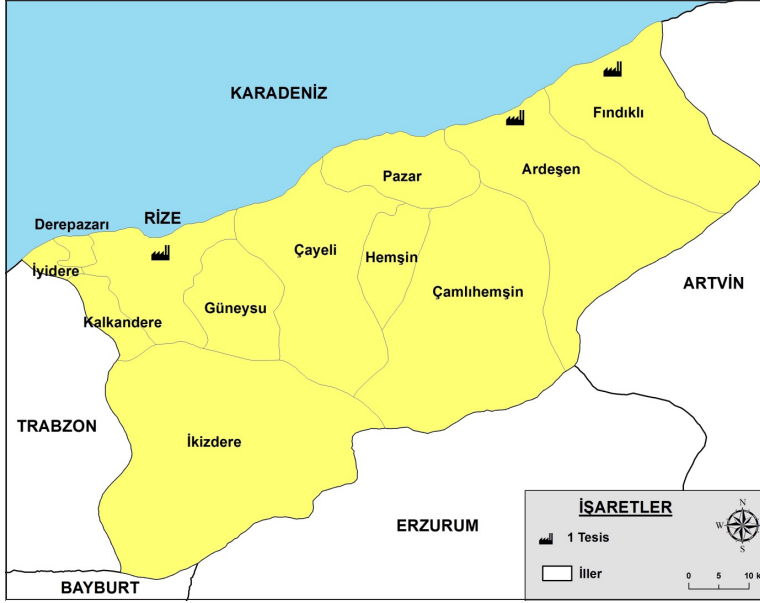 KARADENİZ
Fındıklı
Ardeşen
Pazar
RİZE
Derepazarı
İyidere
Çayeli
Hemşin
Çamlıhemşin
Güneysu
Kalkandere
ARTVİN
TRABZON
İkizdere
ERZURUM
BAYBURT
İŞARETLER
1 Tesis
İller
N
W
S
0 5 10 k